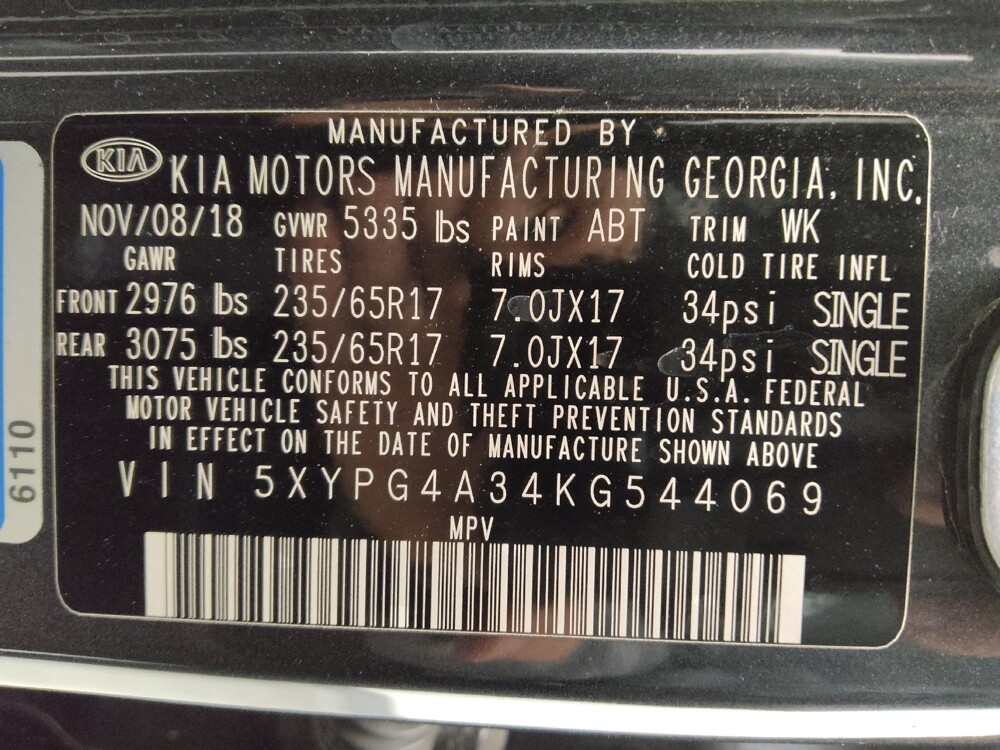 MANUFACTURED BY
KIA KIA MOTORS MANUFACTURING GEORGIA, INC.
NOV/08/18 GVWR 5335 lbs PAINT ABT TRIM WK
GAWR TIRES RIMS COLD TIRE INFL
FRONT 2976 lbs 235/65R17 7.0JX17 34psi SINGLE
REAR 3075 lbs 235/65R17 7.0JX17 34psi SINGLE
THIS VEHICLE CONFORMS TO ALL APPLICABLE U.S.A. FEDERAL
MOTOR VEHICLE SAFETY AND THEFT PREVENTION STANDARDS
IN EFFECT ON THE DATE OF MANUFACTURE SHOWN ABOVE
VIN 5XYPG4A34KG544069
MPV
6110